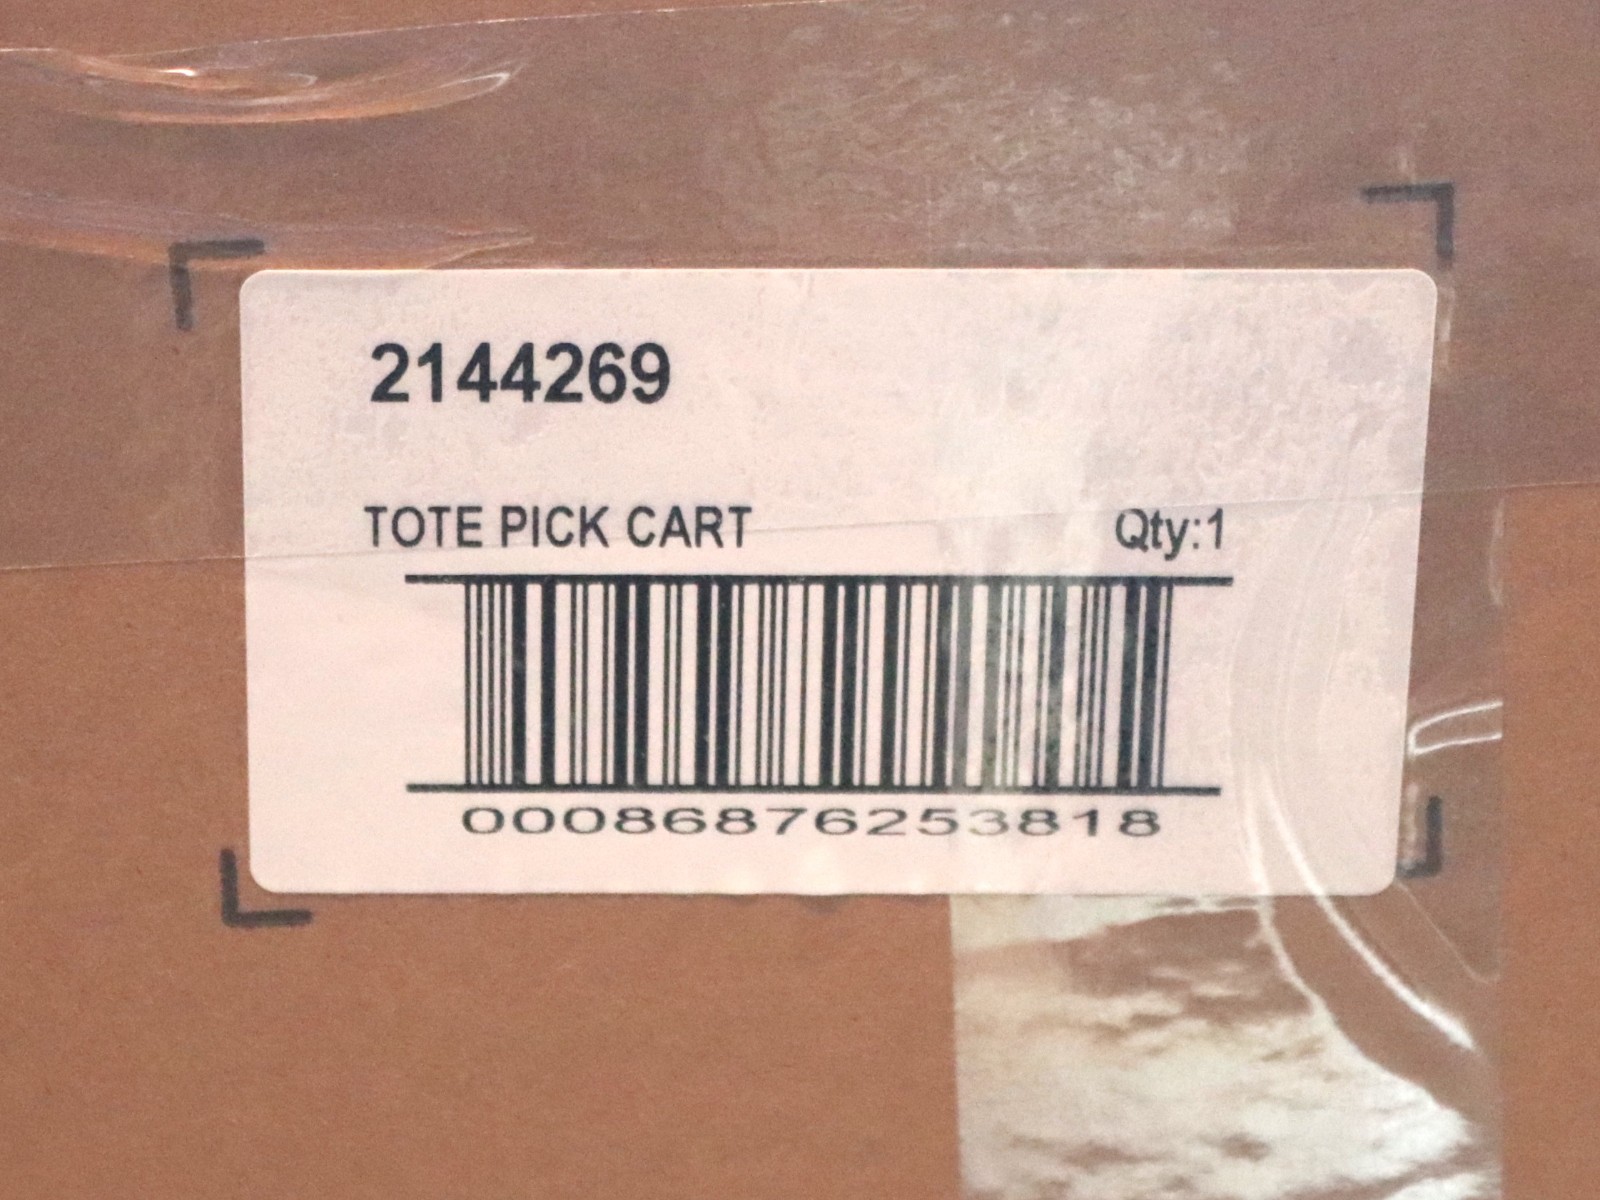 2144269
TOTE PICK CART Qty:1
00086876253818